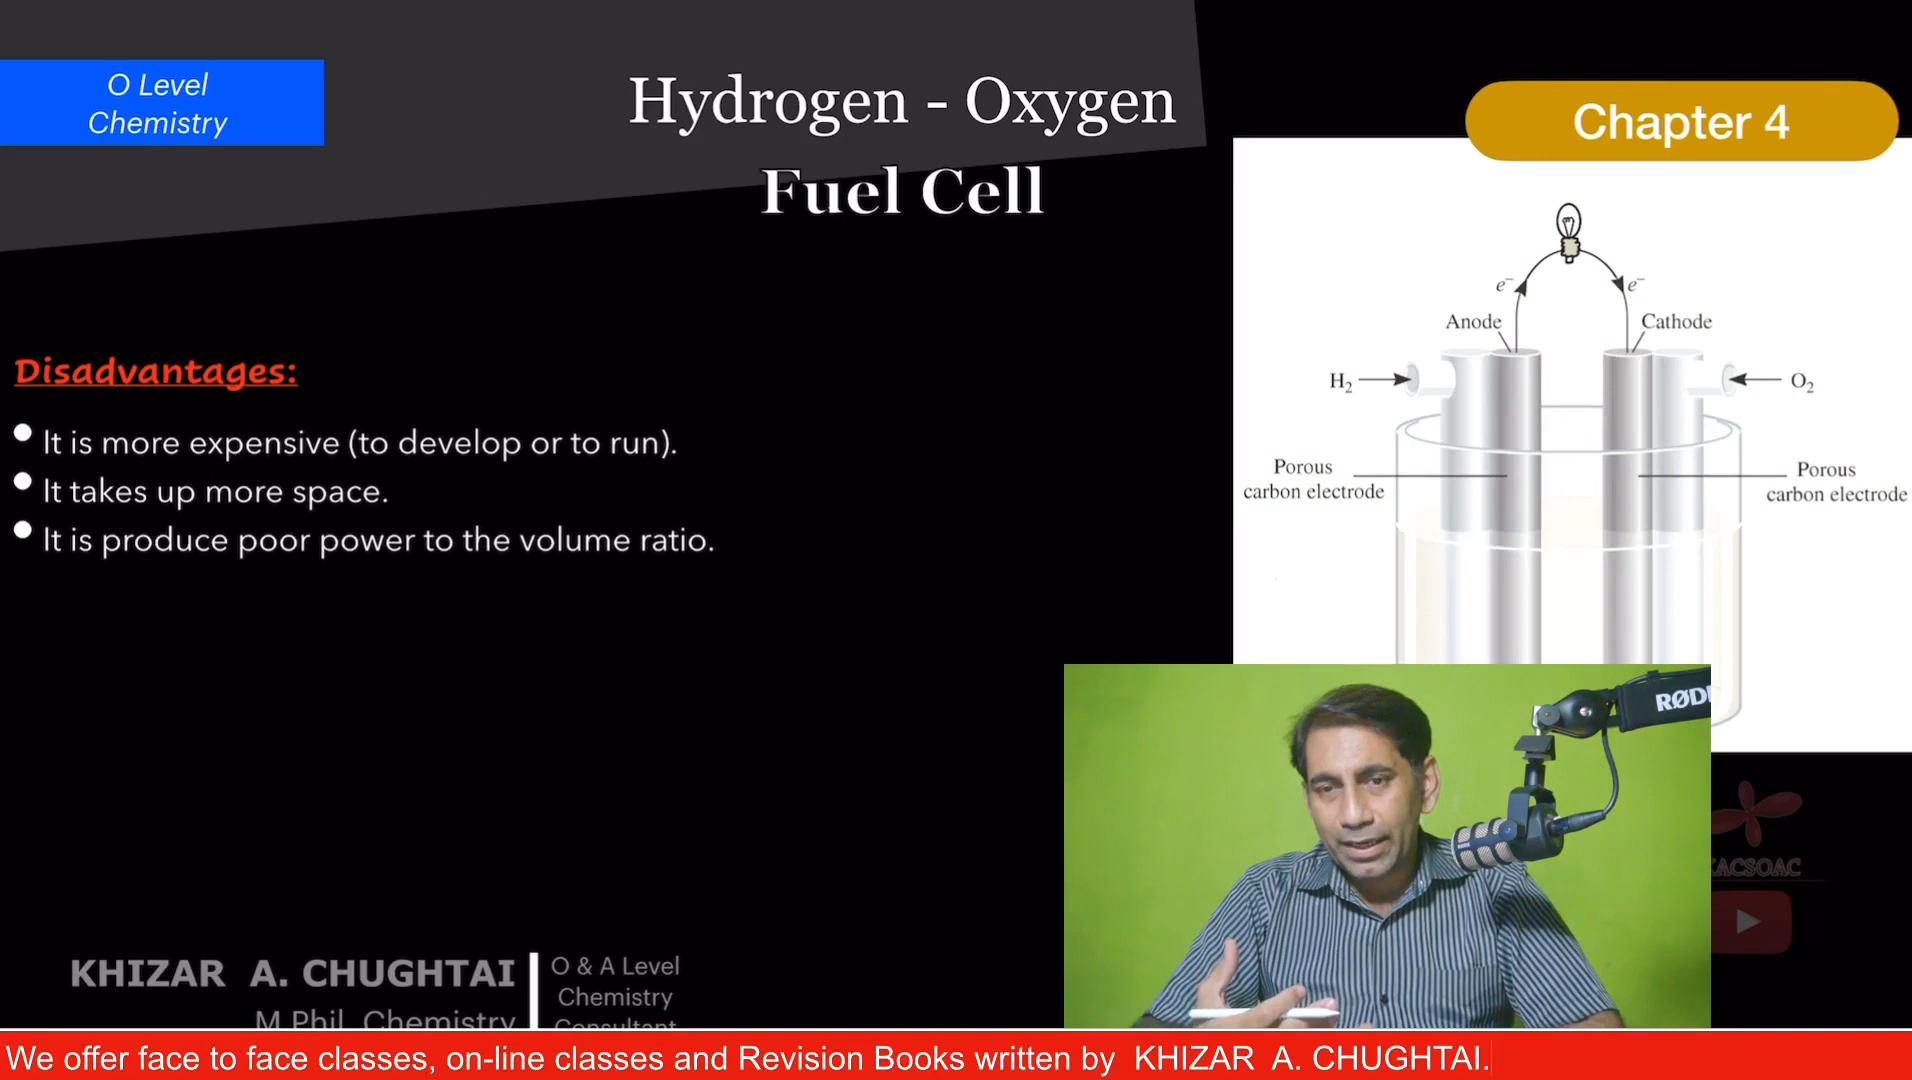 O Level
Chemistry
Hydrogen - Oxygen
Fuel Cell
Chapter 4
Disadvantages:
It is more expensive (to develop or to run).
It takes up more space.
It is produce poor power to the volume ratio.
e⁻
e⁻
Anode
Cathode
H₂
O₂
Porous
carbon electrode
Porous
carbon electrode
RØD
KACSOAC
KHIZAR A. CHUGHTAI
M Phil Chemistry
O & A Level
Chemistry
Consultant
We offer face to face classes, on-line classes and Revision Books written by KHIZAR A. CHUGHTAI.